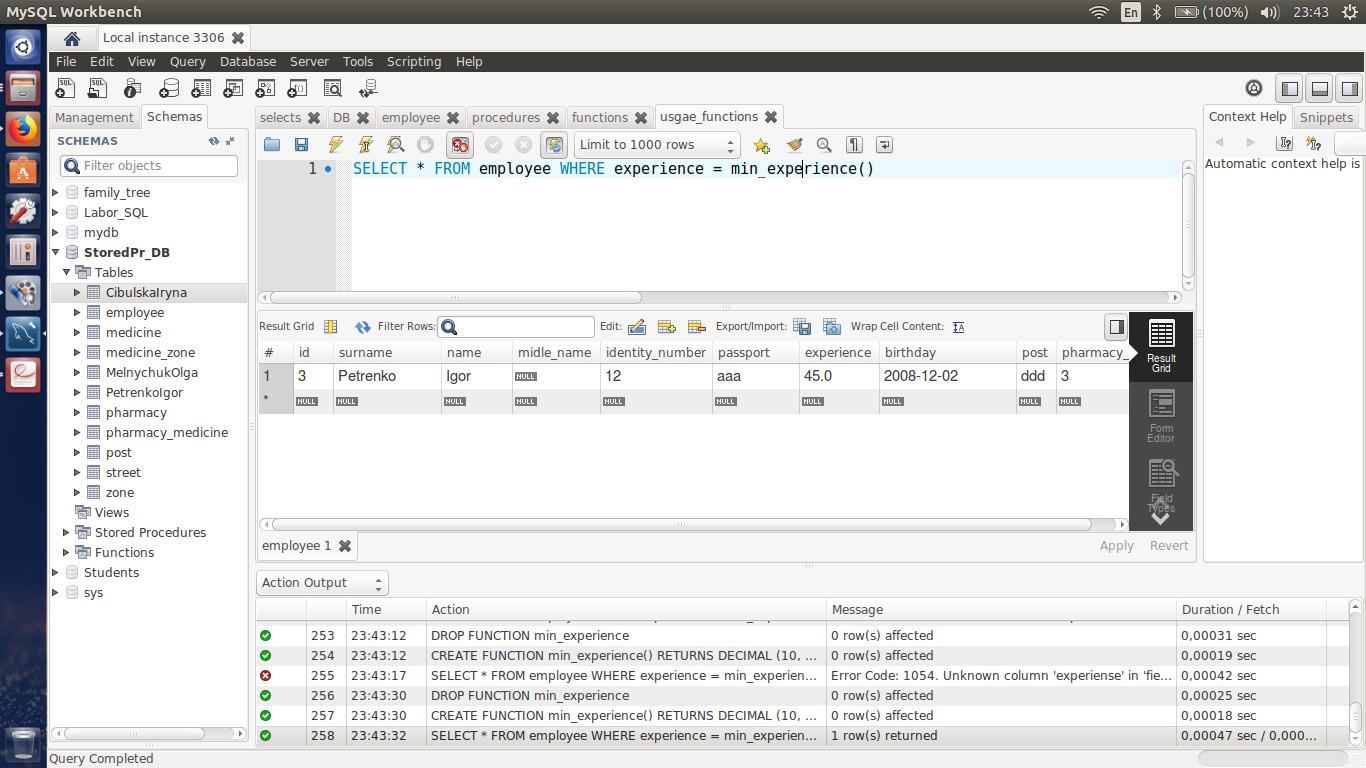 MySQL Workbench
En (100%) 23:43
Local instance 3306
File Edit View Query Database Server Tools Scripting Help
Management Schemas
selects DB employee procedures functions usgae_functions
Context Help Snippets
SCHEMAS
Filter objects
Limit to 1000 rows
Automatic context help is
1 SELECT * FROM employee WHERE experience = min_experience()
family_tree
Labor_SQL
mydb
StoredPr_DB
Tables
CibulskaIryna
employee
medicine
medicine_zone
MelnychukOlga
PetrenkoIgor
pharmacy
pharmacy_medicine
post
street
zone
Views
Stored Procedures
Functions
Students
sys
Result Grid Filter Rows: Edit: Export/Import: Wrap Cell Content:
# id surname name midle_name identity_number passport experience birthday post pharmacy_
1 3 Petrenko Igor NULL 12 aaa 45.0 2008-12-02 ddd 3
* NULL NULL NULL NULL NULL NULL NULL NULL NULL NULL
Result
Grid
Form
Editor
Field
Types
employee 1 Apply Revert
Action Output
Time Action Message Duration / Fetch
253 23:43:12 DROP FUNCTION min_experience 0 row(s) affected 0,00031 sec
254 23:43:12 CREATE FUNCTION min_experience() RETURNS DECIMAL (10, ... 0 row(s) affected 0,00019 sec
255 23:43:17 SELECT * FROM employee WHERE experience = min_experien... Error Code: 1054. Unknown column 'experiense' in 'fie... 0,00042 sec
256 23:43:30 DROP FUNCTION min_experience 0 row(s) affected 0,00025 sec
257 23:43:30 CREATE FUNCTION min_experience() RETURNS DECIMAL (10, ... 0 row(s) affected 0,00018 sec
258 23:43:32 SELECT * FROM employee WHERE experience = min_experien... 1 row(s) returned 0,00047 sec / 0,000...
Query Completed